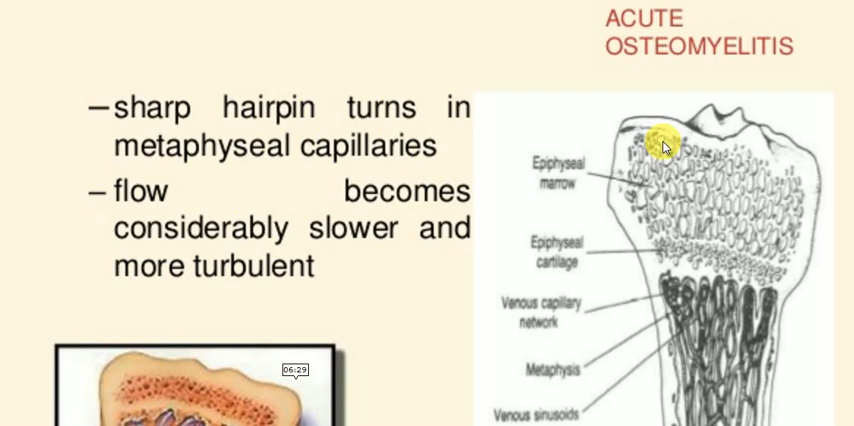 ACUTE
OSTEOMYELITIS
–sharp hairpin turns in
metaphyseal capillaries
– flow becomes
considerably slower and
more turbulent
Epiphyseal
marrow
Epiphyseal
cartilage
Venous capillary
network
Metaphysis
Venous sinusoids
06:29